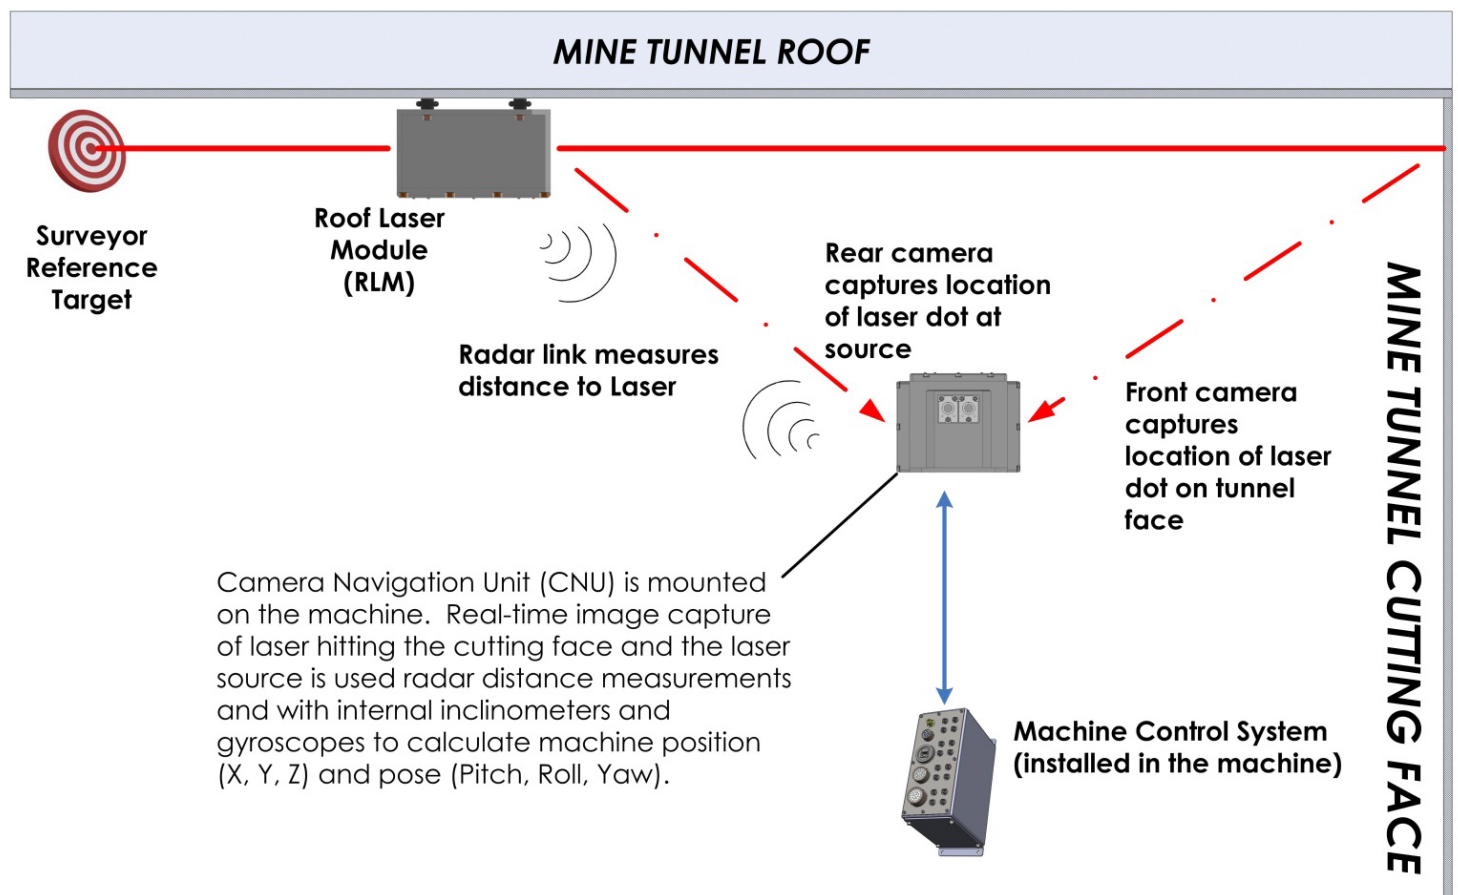 MINE TUNNEL ROOF
Surveyor
Reference
Target
Roof Laser
Module
(RLM)
Radar link measures
distance to Laser
Rear camera
captures location
of laser dot at
source
Front camera
captures
location of laser
dot on tunnel
face
MINE TUNNEL CUTTING FACE
Camera Navigation Unit (CNU) is mounted
on the machine.  Real-time image capture
of laser hitting the cutting face and the laser
source is used radar distance measurements
and with internal inclinometers and
gyroscopes to calculate machine position
(X, Y, Z) and pose (Pitch, Roll, Yaw).
Machine Control System
(installed in the machine)